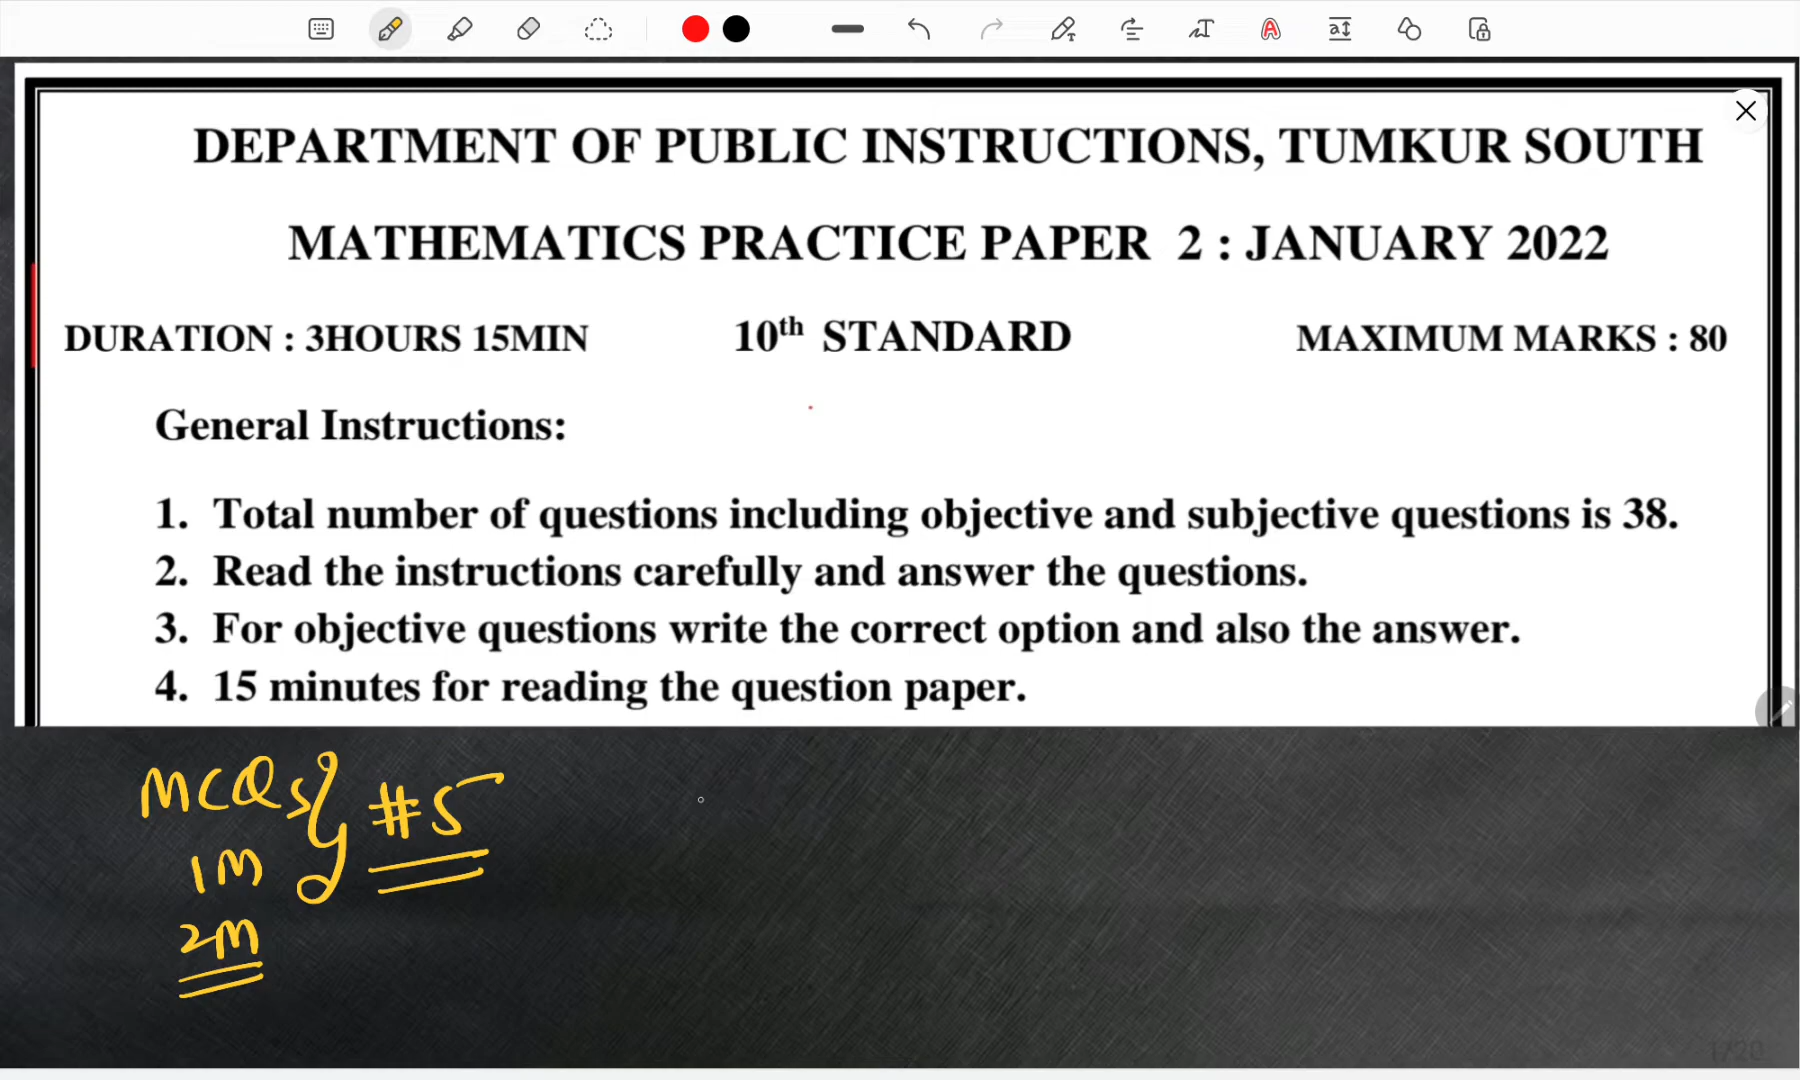 DEPARTMENT OF PUBLIC INSTRUCTIONS, TUMKUR SOUTH
MATHEMATICS PRACTICE PAPER 2 : JANUARY 2022
DURATION : 3HOURS 15MIN 10th STANDARD MAXIMUM MARKS : 80
General Instructions:
1. Total number of questions including objective and subjective questions is 38.
2. Read the instructions carefully and answer the questions.
3. For objective questions write the correct option and also the answer.
4. 15 minutes for reading the question paper.
MCQs } #5
1M
2M
1/20